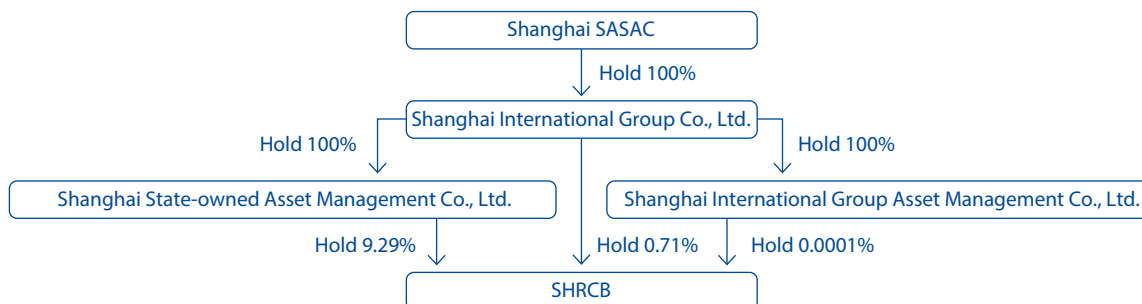 Shanghai SASAC
Hold 100%
Shanghai International Group Co., Ltd.
Hold 100%
Hold 100%
Shanghai State-owned Asset Management Co., Ltd.
Shanghai International Group Asset Management Co., Ltd.
Hold 9.29%
Hold 0.71%
Hold 0.0001%
SHRCB